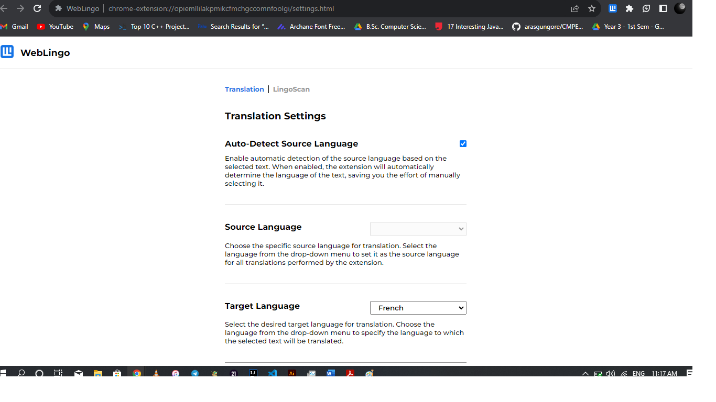 WebLingo | chrome-extension://
/settings.html
Gmail YouTube Maps Top 10 C++ Project... Search Results for "... Archane Font Free... B.Sc. Computer Scie... 17 Interesting Java... arasgungore/CMPE... Year 3 - 1st Sem - G...
WebLingo
Translation | LingoScan
Translation Settings
Auto-Detect Source Language
Enable automatic detection of the source language based on the
selected text. When enabled, the extension will automatically
determine the language of the text, saving you the effort of manually
selecting it.
Source Language
Choose the specific source language for translation. Select the
language from the drop-down menu to set it as the source language
for all translations performed by the extension.
Target Language French
Select the desired target language for translation. Choose the
language from the drop-down menu to specify the language to which
the selected text will be translated.
ENG 11:17 AM